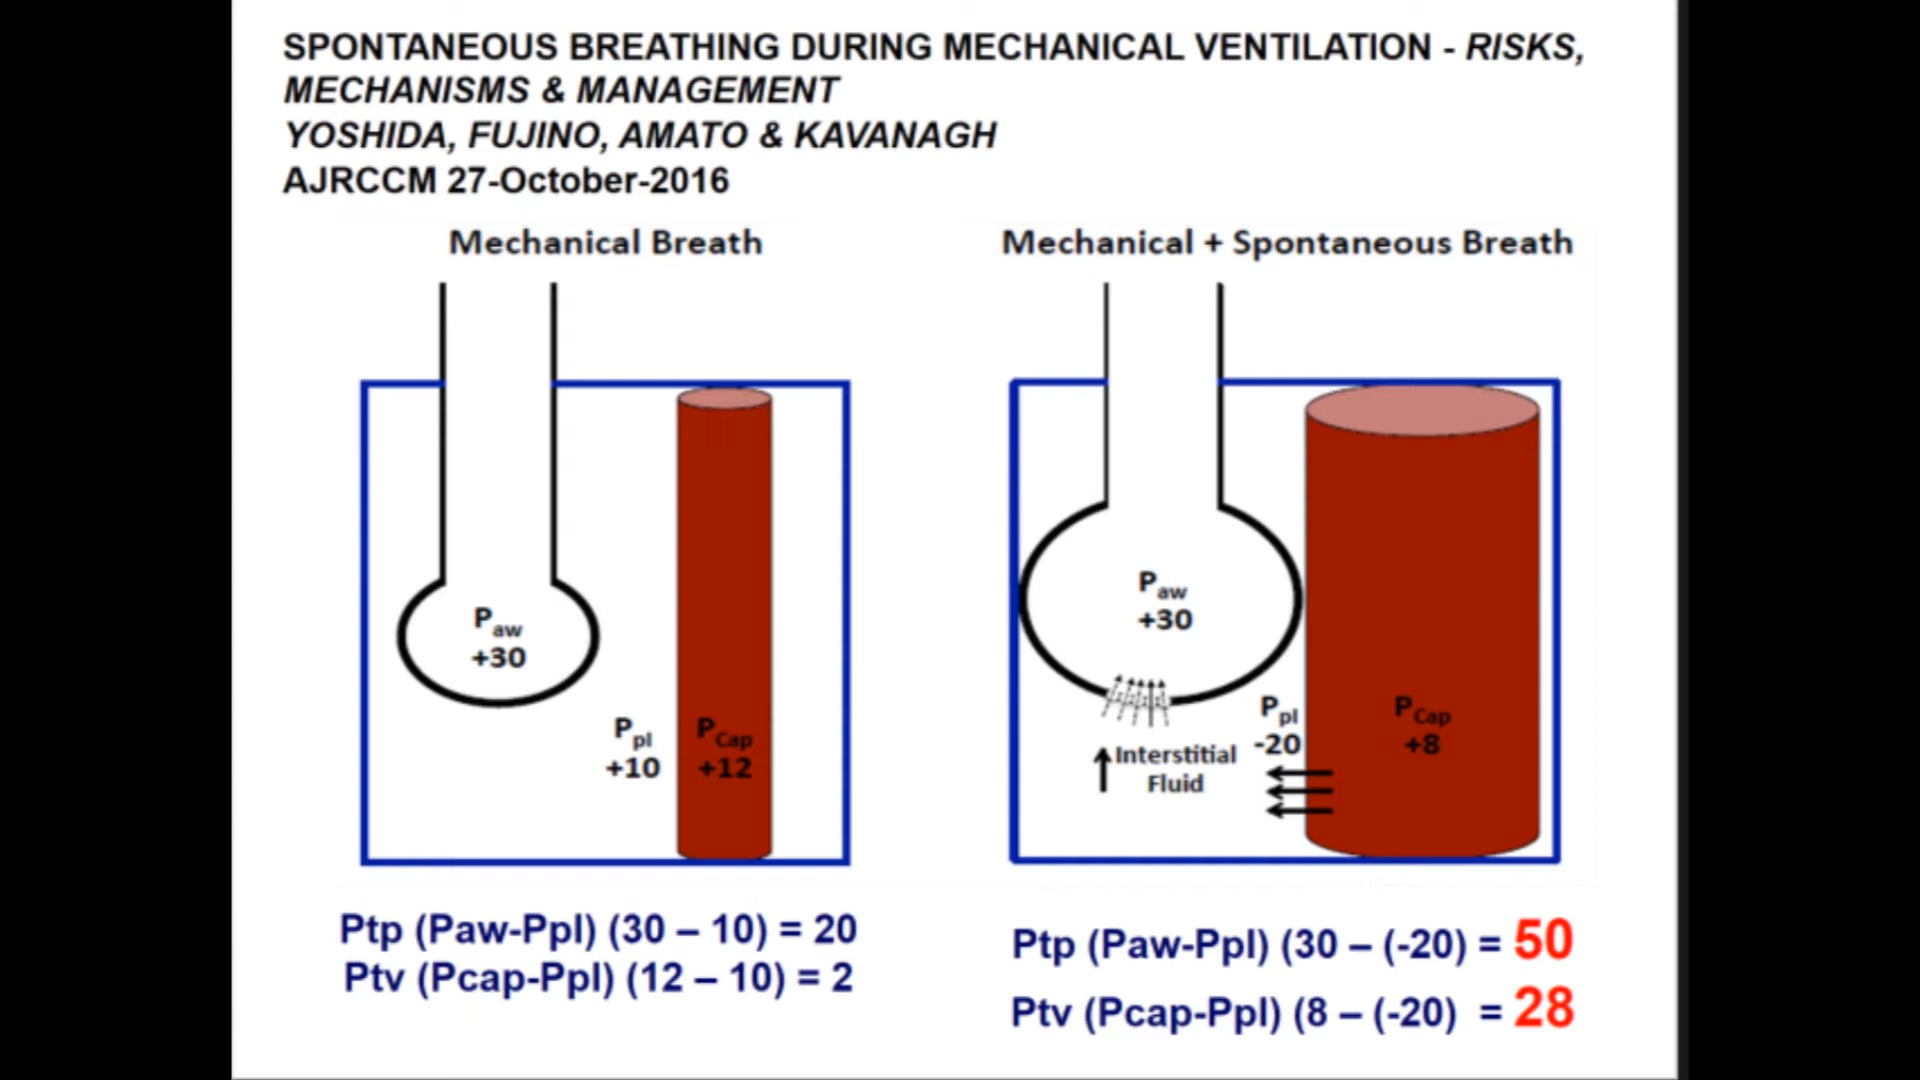 SPONTANEOUS BREATHING DURING MECHANICAL VENTILATION - RISKS,
MECHANISMS & MANAGEMENT
YOSHIDA, FUJINO, AMATO & KAVANAGH
AJRCCM 27-October-2016
Mechanical Breath
Paw
+30
Ppl
+10
PCap
+12
Ptp (Paw-Ppl) (30 – 10) = 20
Ptv (Pcap-Ppl) (12 – 10) = 2
Mechanical + Spontaneous Breath
Paw
+30
Ppl
-20
PCap
+8
Interstitial
Fluid
Ptp (Paw-Ppl) (30 – (-20) = 50
Ptv (Pcap-Ppl) (8 – (-20) = 28